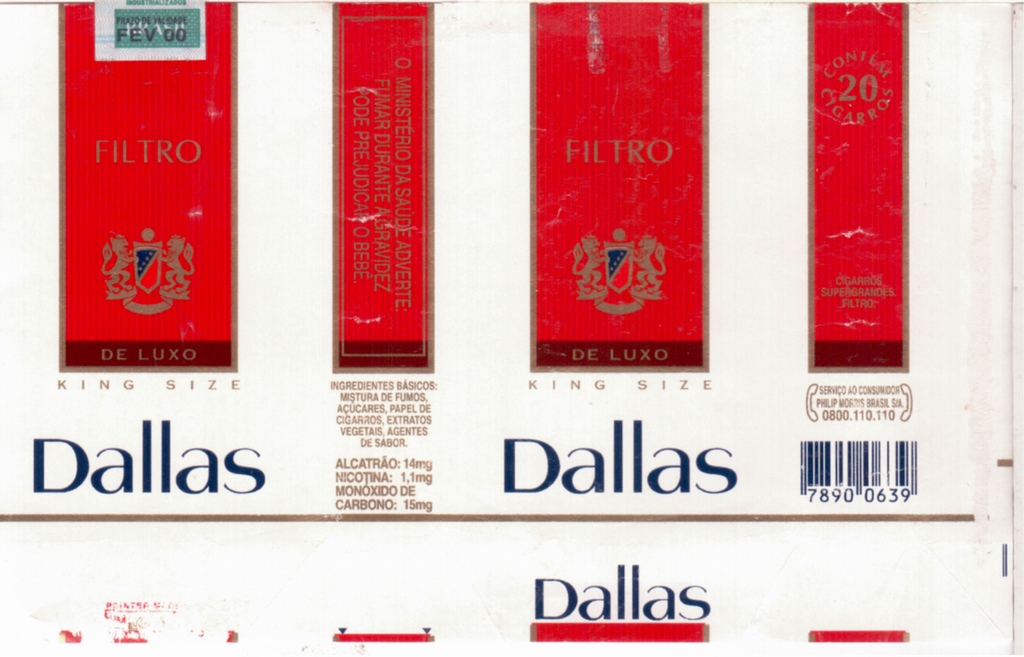 INDUSTRIALIZADOS
PRAZO DE VALIDADE
FEV 00
FILTRO
DE LUXO
KING SIZE
Dallas
O MINISTÉRIO DA SAÚDE ADVERTE:
FUMAR DURANTE A GRAVIDEZ
PODE PREJUDICAR O BEBÊ.
INGREDIENTES BÁSICOS:
MISTURA DE FUMOS,
AÇÚCARES, PAPEL DE
CIGARROS, EXTRATOS
VEGETAIS, AGENTES
DE SABOR.
ALCATRÃO: 14mg
NICOTINA: 1,1mg
MONÓXIDO DE
CARBONO: 15mg
FILTRO
DE LUXO
KING SIZE
Dallas
CONTÉM
20
CIGARROS
CIGARROS
SUPERGRANDES.
FILTRO.
SERVIÇO AO CONSUMIDOR
PHILIP MORRIS BRASIL S/A.
0800.110.110
7890 0639
Dallas